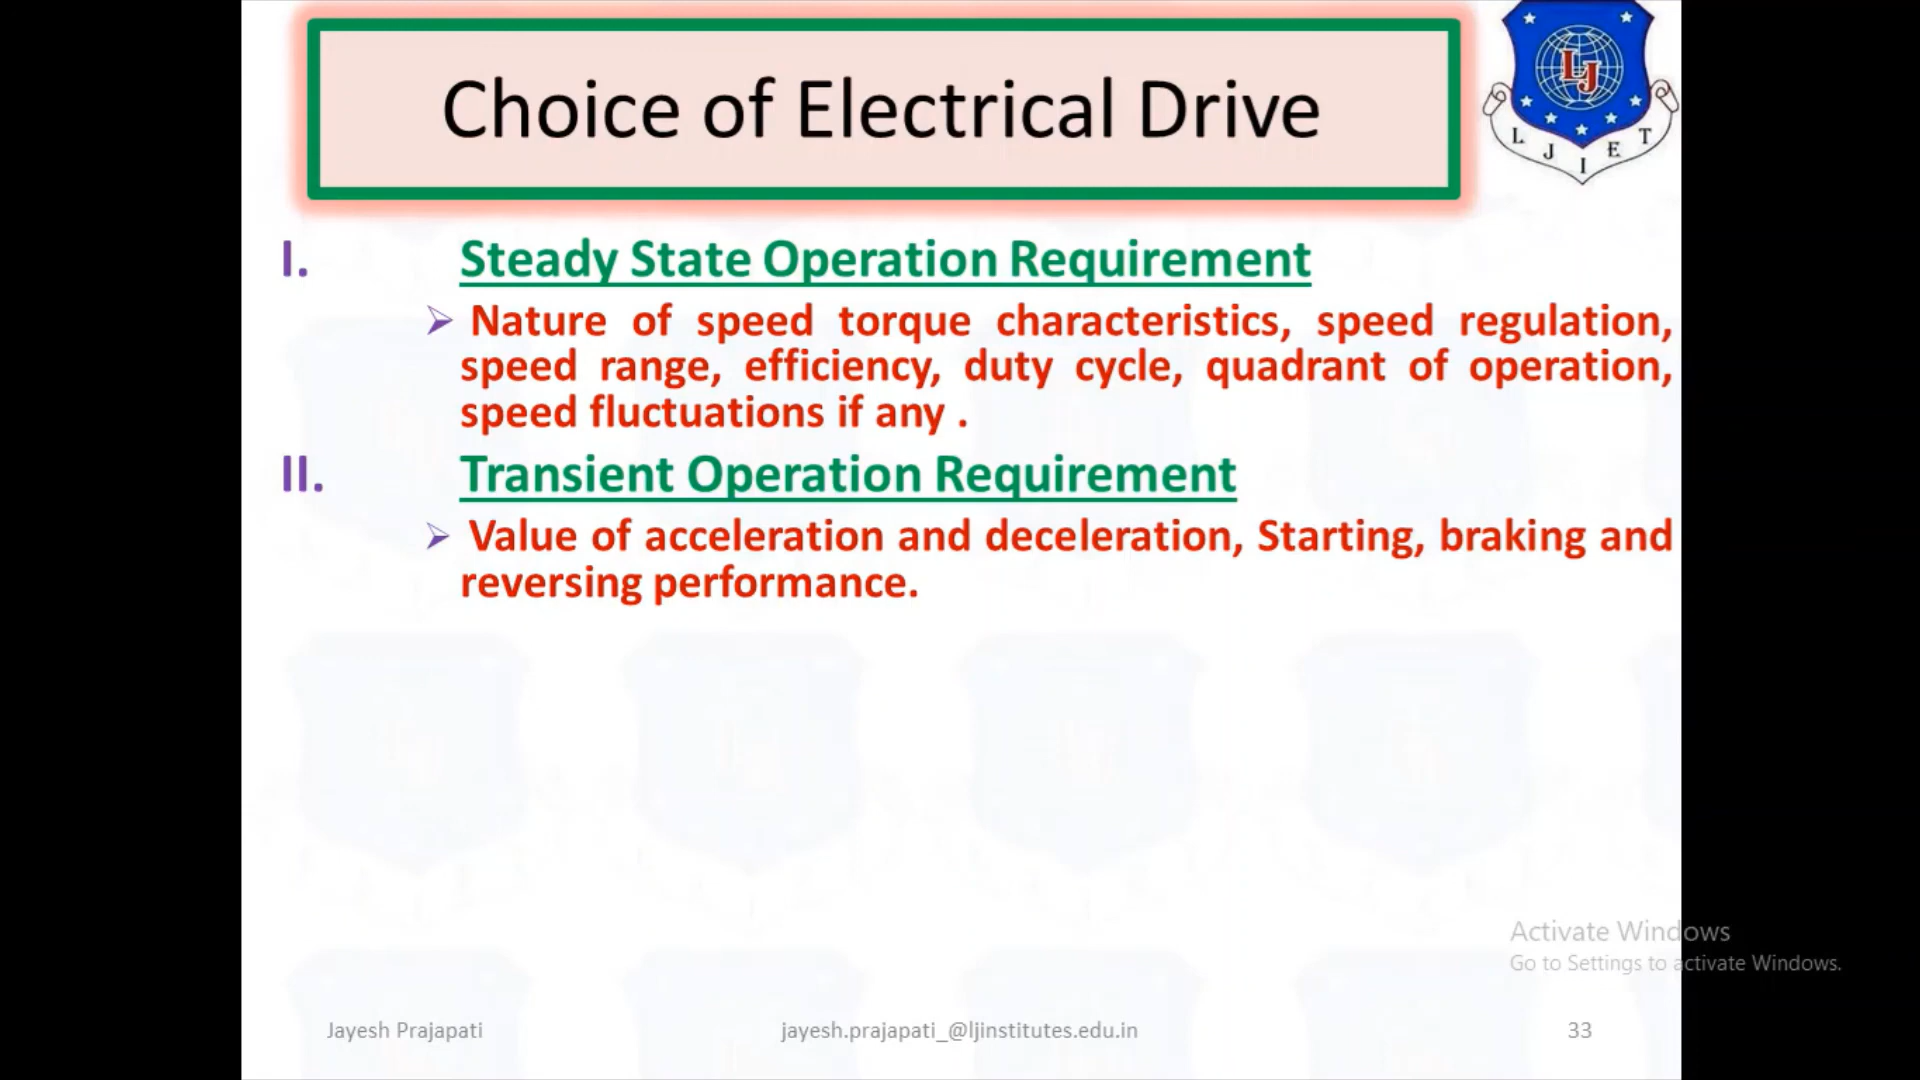 Choice of Electrical Drive
LJ
L J I E T
I. Steady State Operation Requirement
➢ Nature of speed torque characteristics, speed regulation,
speed range, efficiency, duty cycle, quadrant of operation,
speed fluctuations if any .
II. Transient Operation Requirement
➢ Value of acceleration and deceleration, Starting, braking and
reversing performance.
Activate Windows
Go to Settings to activate Windows.
Jayesh Prajapati jayesh.prajapati_@ljinstitutes.edu.in 33